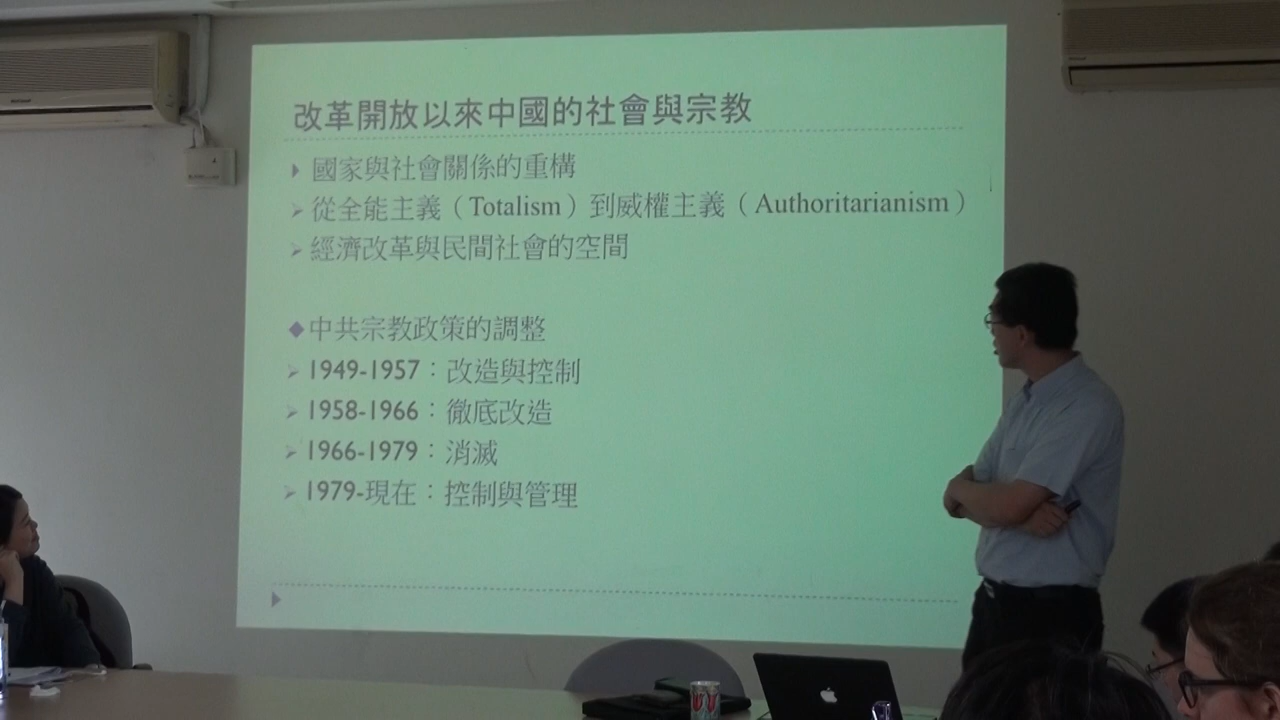 改革開放以來中國的社會與宗教
國家與社會關係的重構
從全能主義（Totalism）到威權主義（Authoritarianism）
經濟改革與民間社會的空間
中共宗教政策的調整
1949-1957：改造與控制
1958-1966：徹底改造
1966-1979：消滅
1979-現在：控制與管理